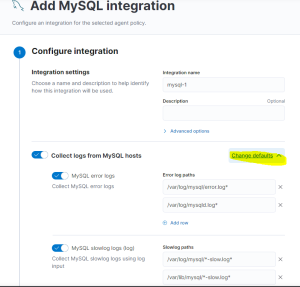 Add MySQL integration
Configure an integration for the selected agent policy.
1 Configure integration
Integration settings
Choose a name and description to help identify
how this integration will be used.
Integration name
mysql-1
Description Optional
Advanced options
Collect logs from MySQL hosts
Change defaults
MySQL error logs
Collect MySQL error logs
Error log paths
/var/log/mysql/error.log*
/var/log/mysqld.log*
Add row
MySQL slowlog logs (log)
Collect MySQL slowlog logs using log
input
Slowlog paths
/var/log/mysql/*-slow.log*
/var/lib/mysql/*-slow.log*